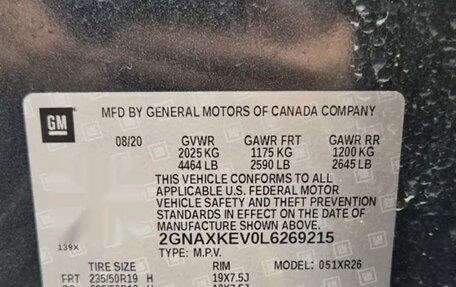 GM
MFD BY GENERAL MOTORS OF CANADA COMPANY
08/20 GVWR GAWR FRT GAWR RR
2025 KG 1175 KG 1200 KG
4464 LB 2590 LB 2645 LB
THIS VEHICLE CONFORMS TO ALL
APPLICABLE U.S. FEDERAL MOTOR
VEHICLE SAFETY AND THEFT PREVENTION
STANDARDS IN EFFECT ON THE DATE OF
MANUFACTURE SHOWN ABOVE.
2GNAXKEV0L6269215
139X TYPE: M.P.V.
TIRE SIZE RIM MODEL: 051XR26
FRT 235/50R19 H 19X7.5J